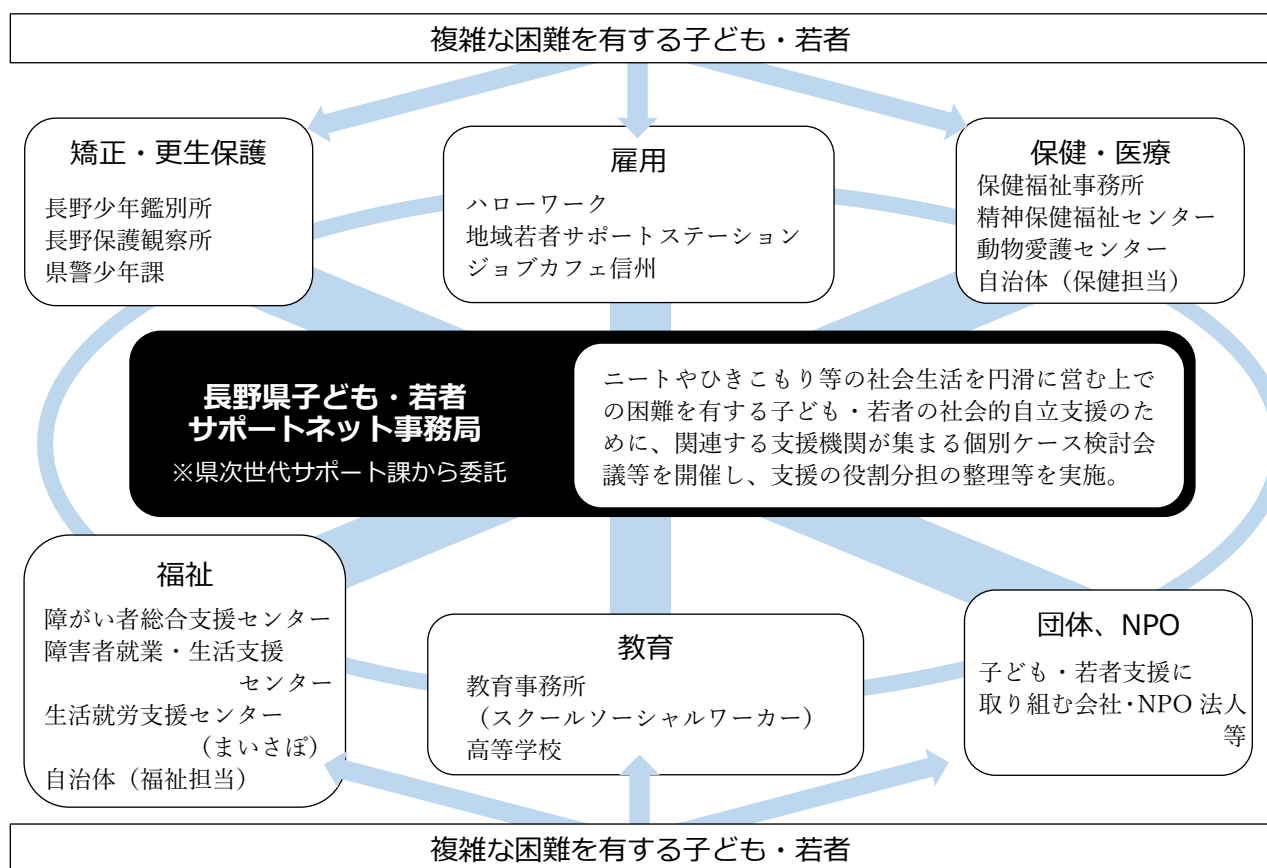 複雑な困難を有する子ども・若者
矯正・更生保護
長野少年鑑別所
長野保護観察所
県警少年課
雇用
ハローワーク
地域若者サポートステーション
ジョブカフェ信州
保健・医療
保健福祉事務所
精神保健福祉センター
動物愛護センター
自治体（保健担当）
長野県子ども・若者
サポートネット事務局
※県次世代サポート課から委託
ニートやひきこもり等の社会生活を円滑に営む上で
の困難を有する子ども・若者の社会的自立支援のた
めに、関連する支援機関が集まる個別ケース検討会
議等を開催し、支援の役割分担の整理等を実施。
福祉
障がい者総合支援センター
障害者就業・生活支援
センター
生活就労支援センター
（まいさぽ）
自治体（福祉担当）
教育
教育事務所
（スクールソーシャルワーカー）
高等学校
団体、NPO
子ども・若者支援に
取り組む会社・NPO 法人
等
複雑な困難を有する子ども・若者